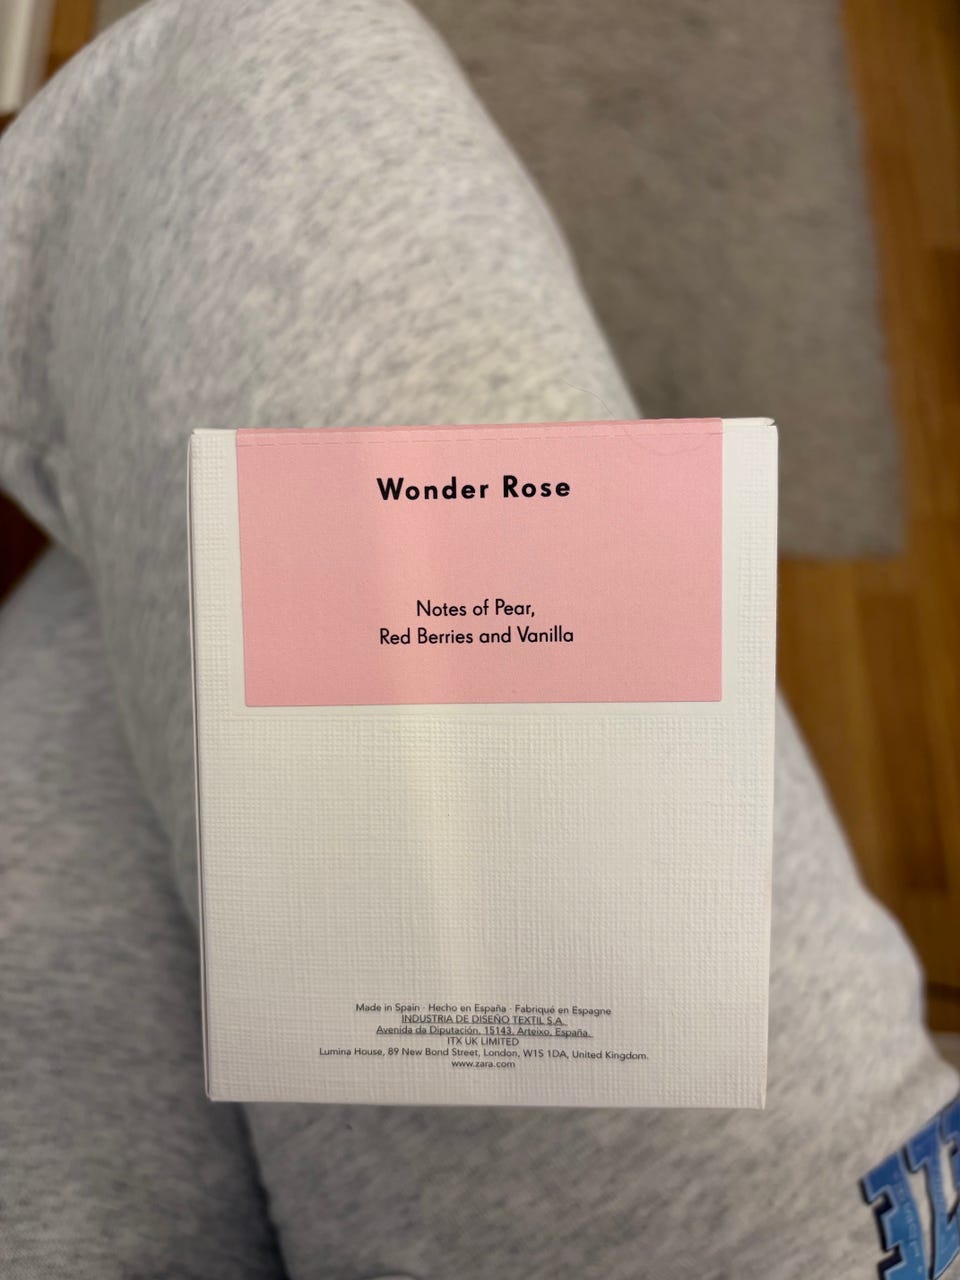 Wonder Rose
Notes of Pear,
Red Berries and Vanilla
Made in Spain · Hecho en España · Fabriqué en Espagne
INDUSTRIA DE DISEÑO TEXTIL S.A.
Avenida da Diputación, 15143, Arteixo, España.
ITX UK LIMITED
Lumina House, 89 New Bond Street, London, W1S 1DA, United Kingdom.
www.zara.com